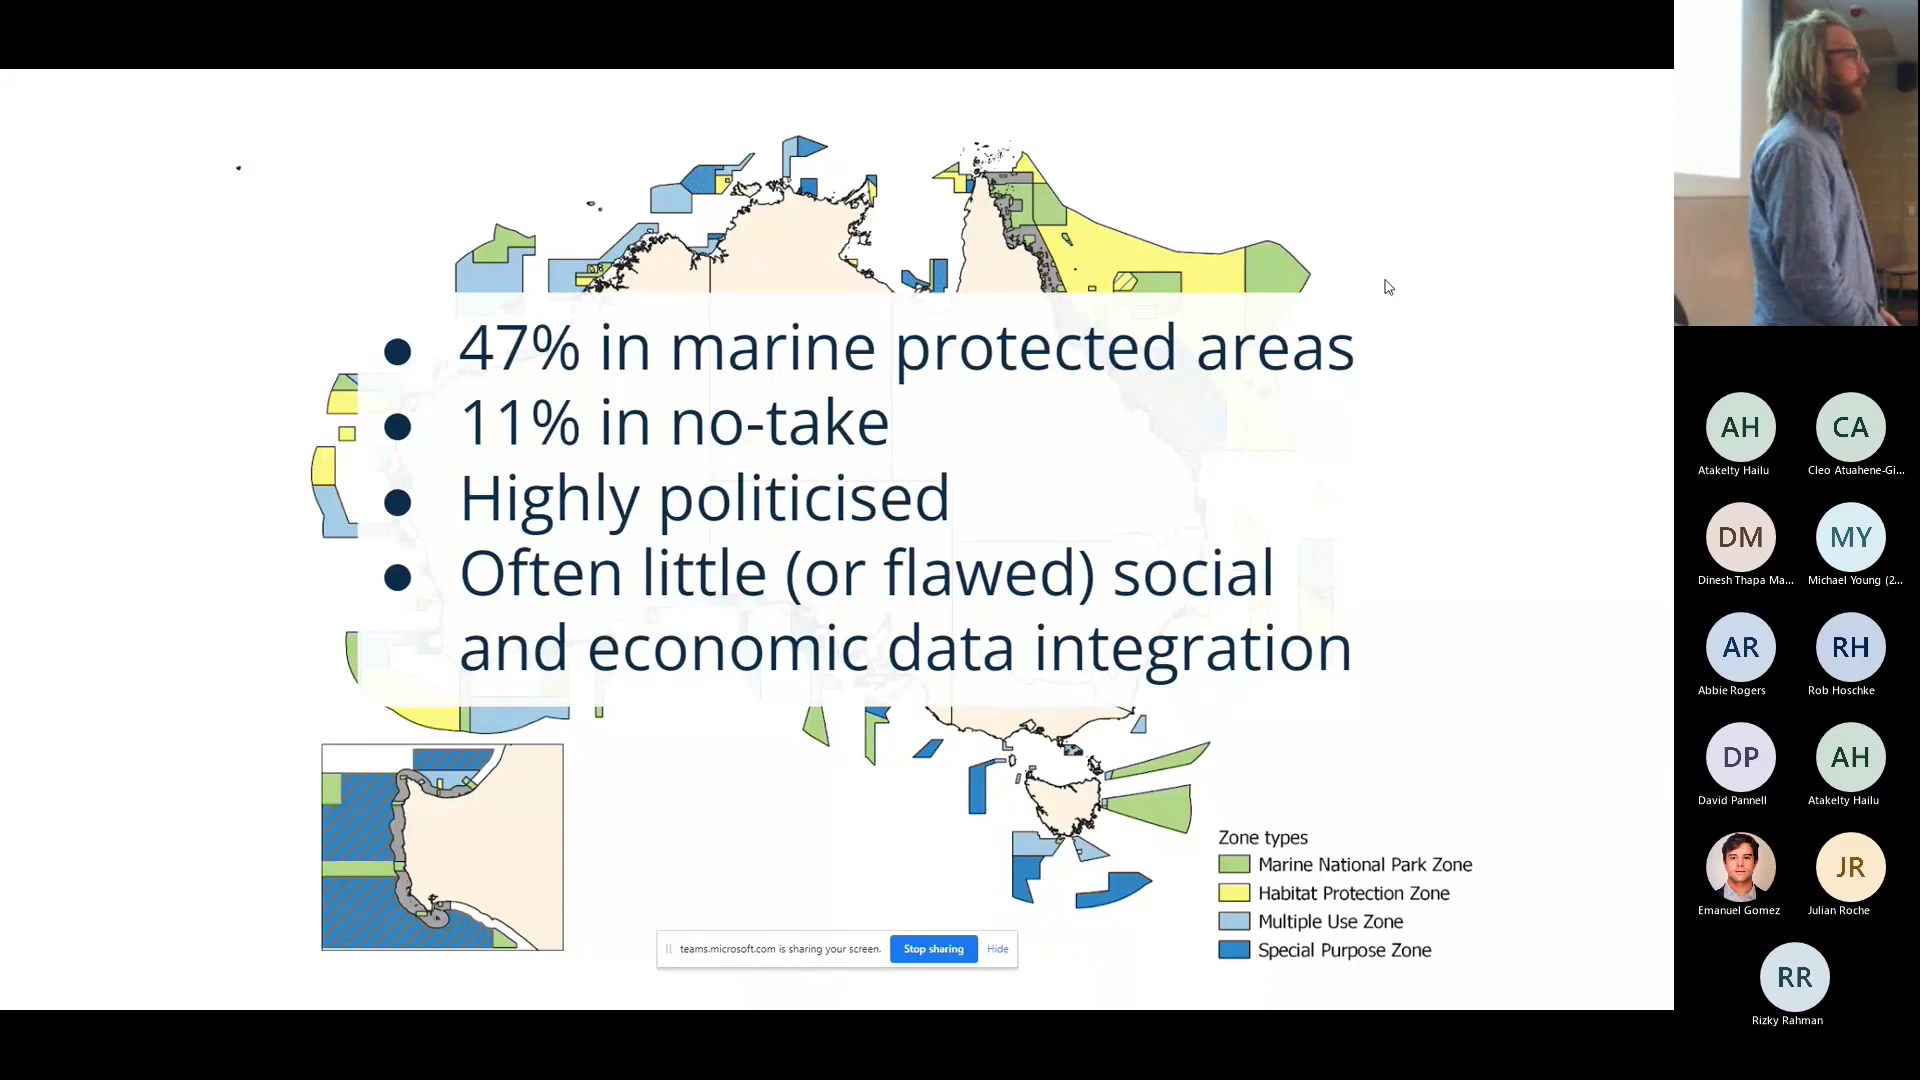 47% in marine protected areas
11% in no-take
Highly politicised
Often little (or flawed) social
and economic data integration
Zone types
Marine National Park Zone
Habitat Protection Zone
Multiple Use Zone
Special Purpose Zone
teams.microsoft.com is sharing your screen.
Stop sharing
Hide
AH
CA
Atakelty Hailu
Cleo Atuahene-Gi...
DM
MY
Dinesh Thapa Ma...
Michael Young (2...
AR
RH
Abbie Rogers
Rob Hoschke
DP
AH
David Pannell
Atakelty Hailu
JR
Emanuel Gomez
Julian Roche
RR
Rizky Rahman